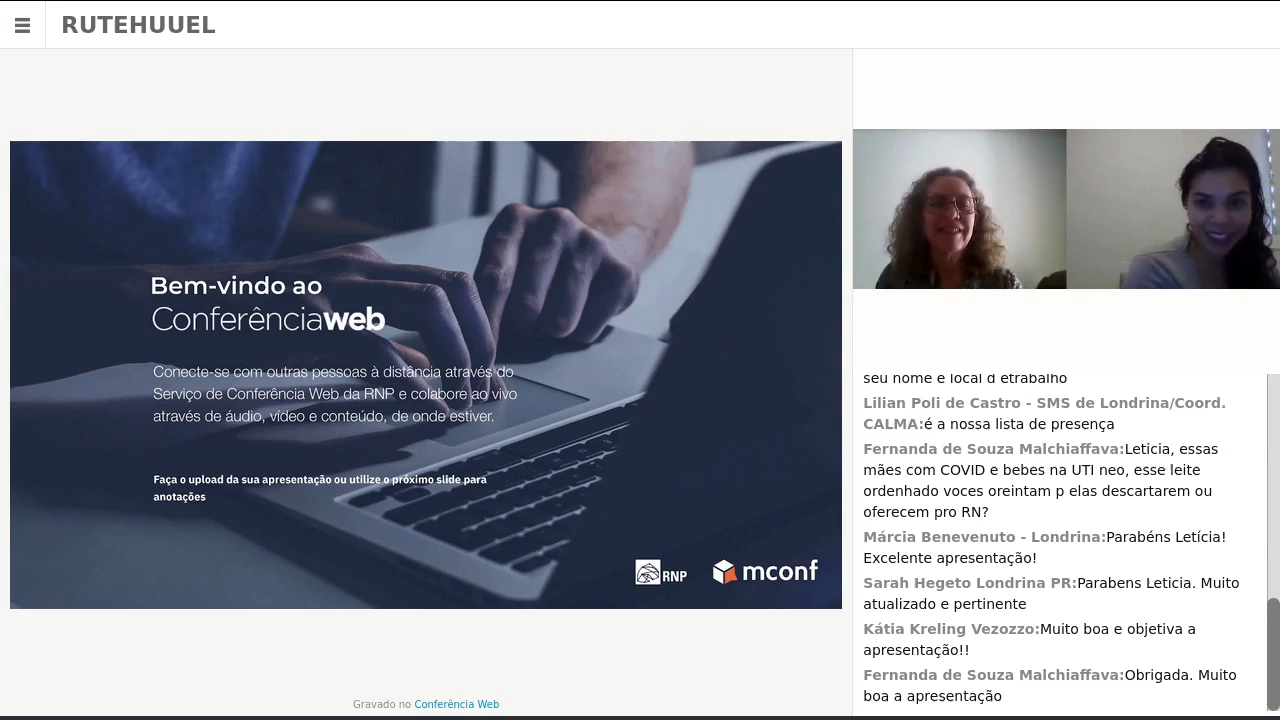 RUTEHUUEL
Bem-vindo ao
Conferênciaweb
Conecte-se com outras pessoas à distância através do
Serviço de Conferência Web da RNP e colabore ao vivo
através de áudio, vídeo e conteúdo, de onde estiver.
Faça o upload da sua apresentação ou utilize o próximo slide para
anotações
RNP
mconf
Gravado no Conferência Web
seu nome e local d etrabalho
Lilian Poli de Castro - SMS de Londrina/Coord.
CALMA:é a nossa lista de presença
Fernanda de Souza Malchiaffava:Leticia, essas
mães com COVID e bebes na UTI neo, esse leite
ordenhado voces oreintam p elas descartarem ou
oferecem pro RN?
Márcia Benevenuto - Londrina:Parabéns Letícia!
Excelente apresentação!
Sarah Hegeto Londrina PR:Parabens Leticia. Muito
atualizado e pertinente
Kátia Kreling Vezozzo:Muito boa e objetiva a
apresentação!!
Fernanda de Souza Malchiaffava:Obrigada. Muito
boa a apresentação